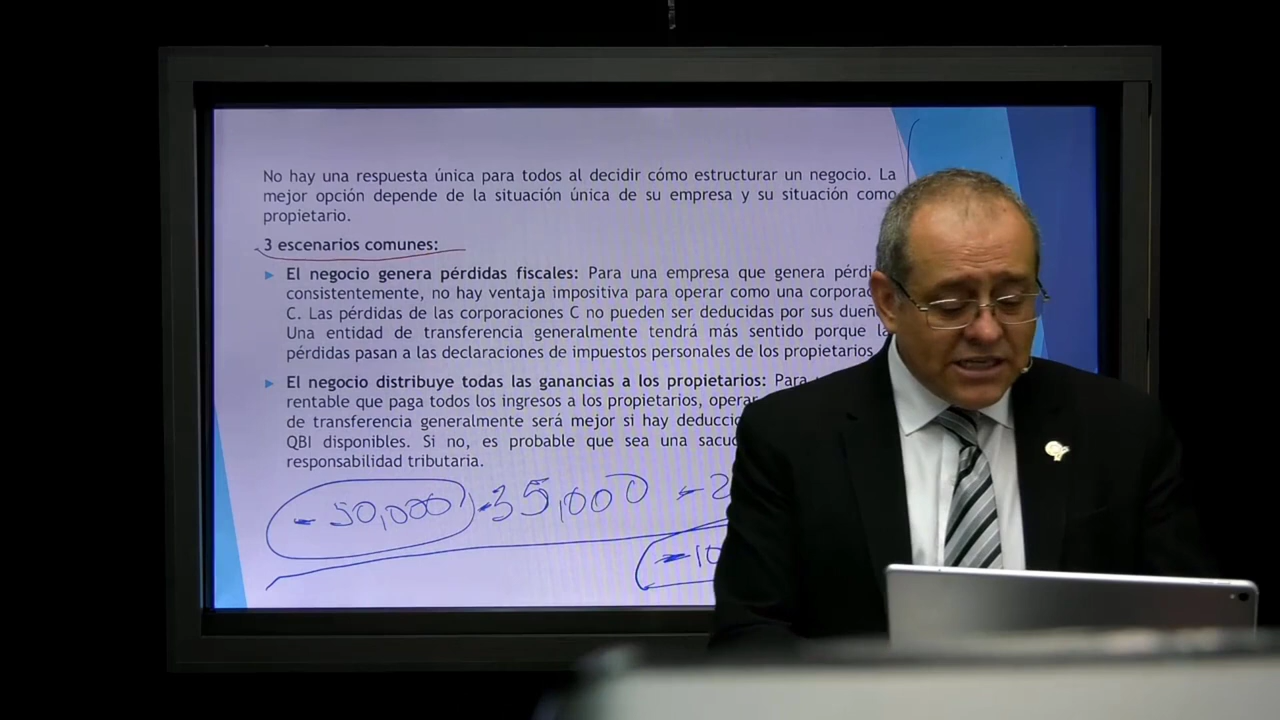 No hay una respuesta única para todos al decidir cómo estructurar un negocio. La
mejor opción depende de la situación única de su empresa y su situación como
propietario.
3 escenarios comunes:
El negocio genera pérdidas fiscales: Para una empresa que genera
consistentemente, no hay ventaja impositiva para operar como una
C. Las pérdidas de las corporaciones C no pueden ser deducidas por sus
Una entidad de transferencia generalmente tendrá más sentido porque
pérdidas pasan a las declaraciones de impuestos personales de los propietarios
El negocio distribuye todas las ganancias a los propietarios: Para
rentable que paga todos los ingresos a los propietarios,
de transferencia generalmente será mejor si hay
QBI disponibles. Si no, es probable que sea una
responsabilidad tributaria.
-50,000 -35,000